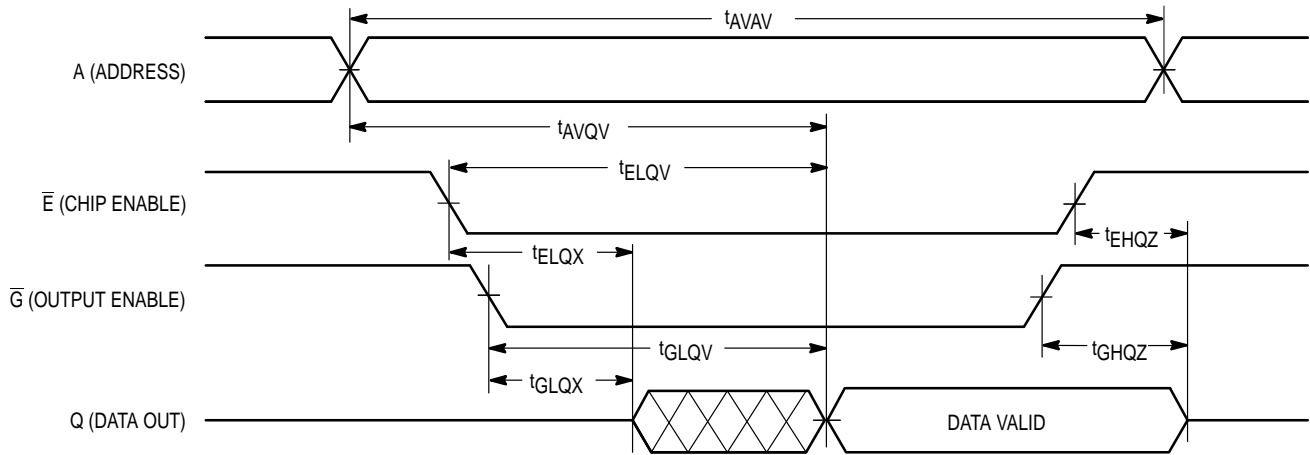 tAVAV
A (ADDRESS)
tAVQV
tELQV
E̅ (CHIP ENABLE)
tELQX
tEHQZ
G̅ (OUTPUT ENABLE)
tGLQV
tGHQZ
tGLQX
Q (DATA OUT)
DATA VALID